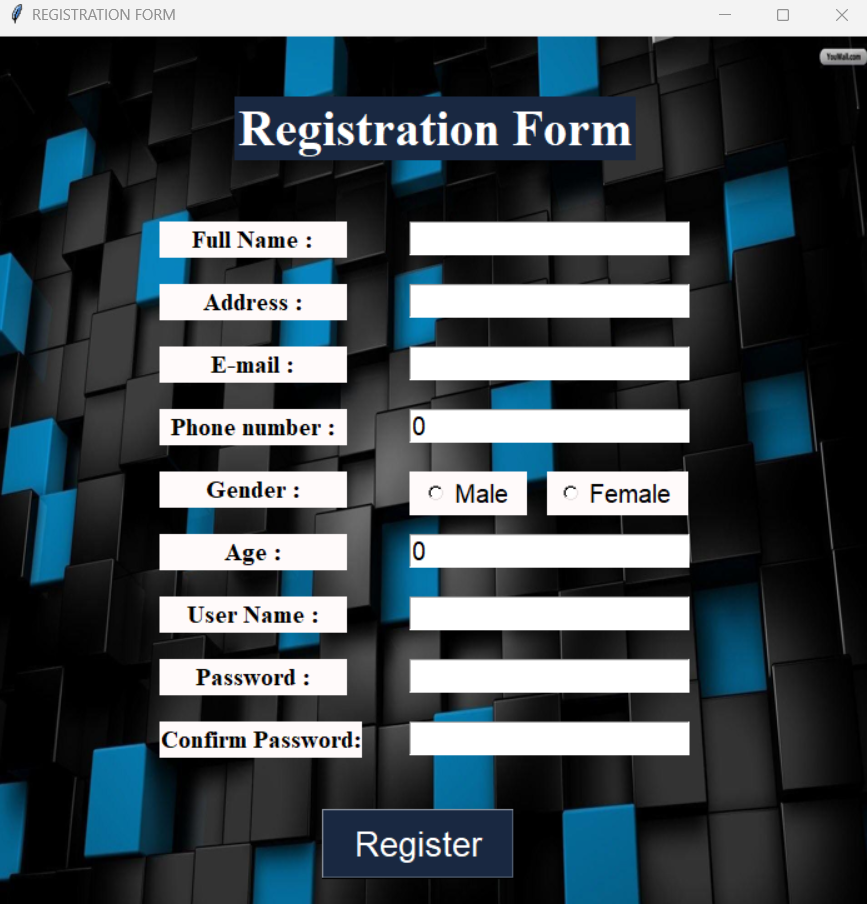 REGISTRATION FORM
YouWall.com
Registration Form
Full Name :
Address :
E-mail :
Phone number : 0
Gender : Male Female
Age : 0
User Name :
Password :
Confirm Password:
Register